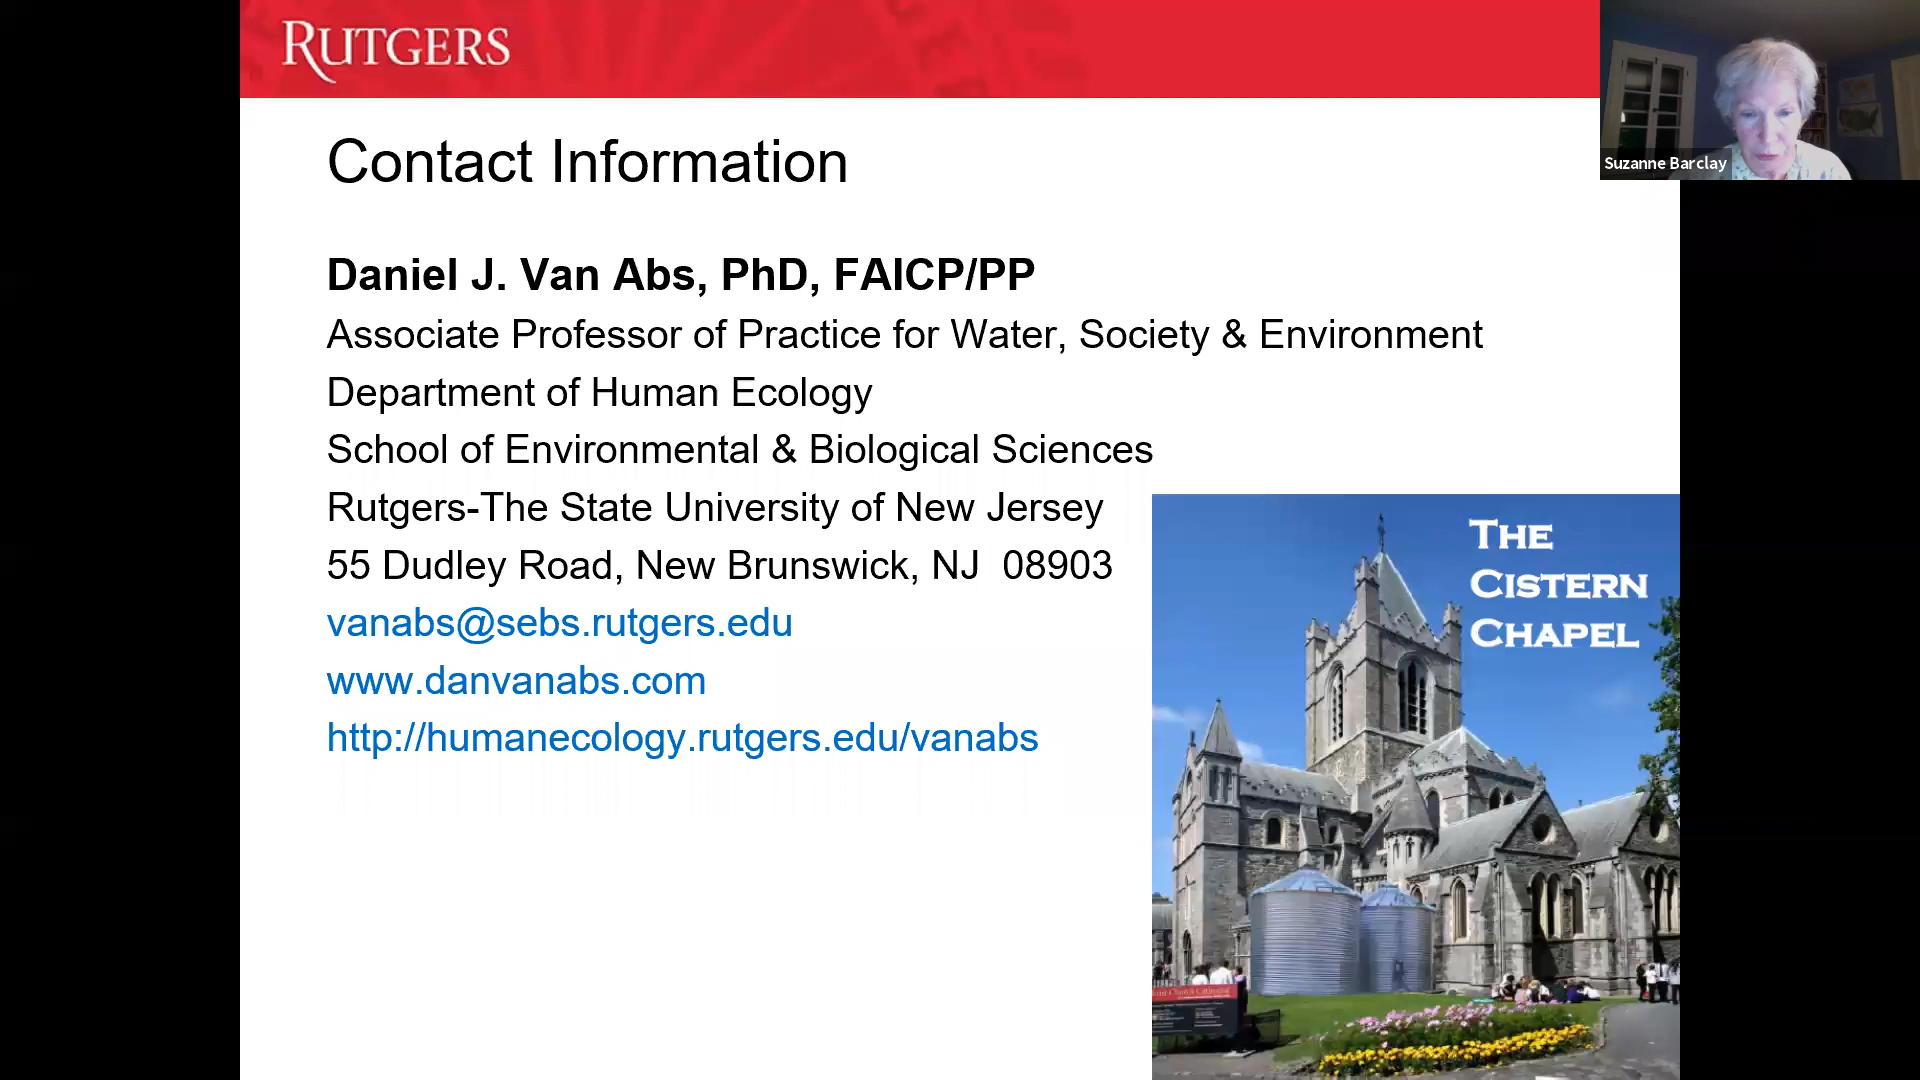 RUTGERS
Suzanne Barclay
Contact Information
Daniel J. Van Abs, PhD, FAICP/PP
Associate Professor of Practice for Water, Society & Environment
Department of Human Ecology
School of Environmental & Biological Sciences
Rutgers-The State University of New Jersey
55 Dudley Road, New Brunswick, NJ 08903
vanabs@sebs.rutgers.edu
www.danvanabs.com
http://humanecology.rutgers.edu/vanabs
THE
CISTERN
CHAPEL